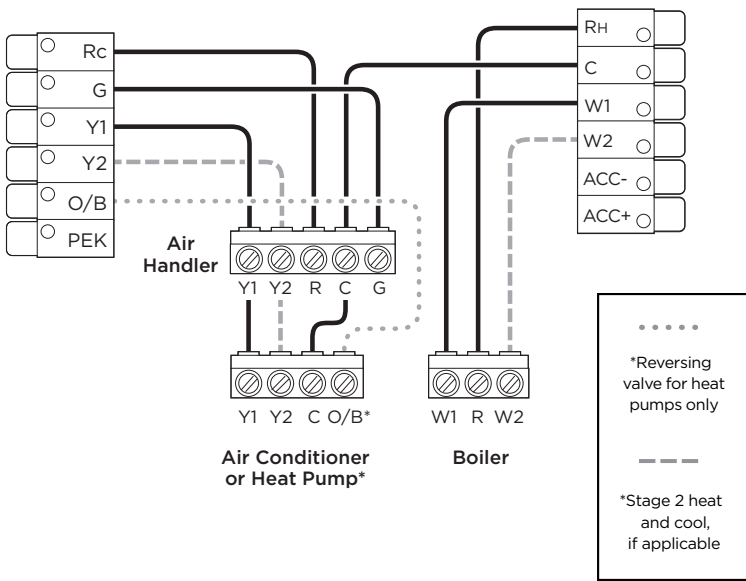 Rc
G
Y1
Y2
O/B
PEK
RH
C
W1
W2
ACC-
ACC+
Air
Handler
Y1 Y2 R C G
Y1 Y2 C O/B*
Air Conditioner
or Heat Pump*
W1 R W2
Boiler
*Reversing
valve for heat
pumps only
*Stage 2 heat
and cool,
if applicable